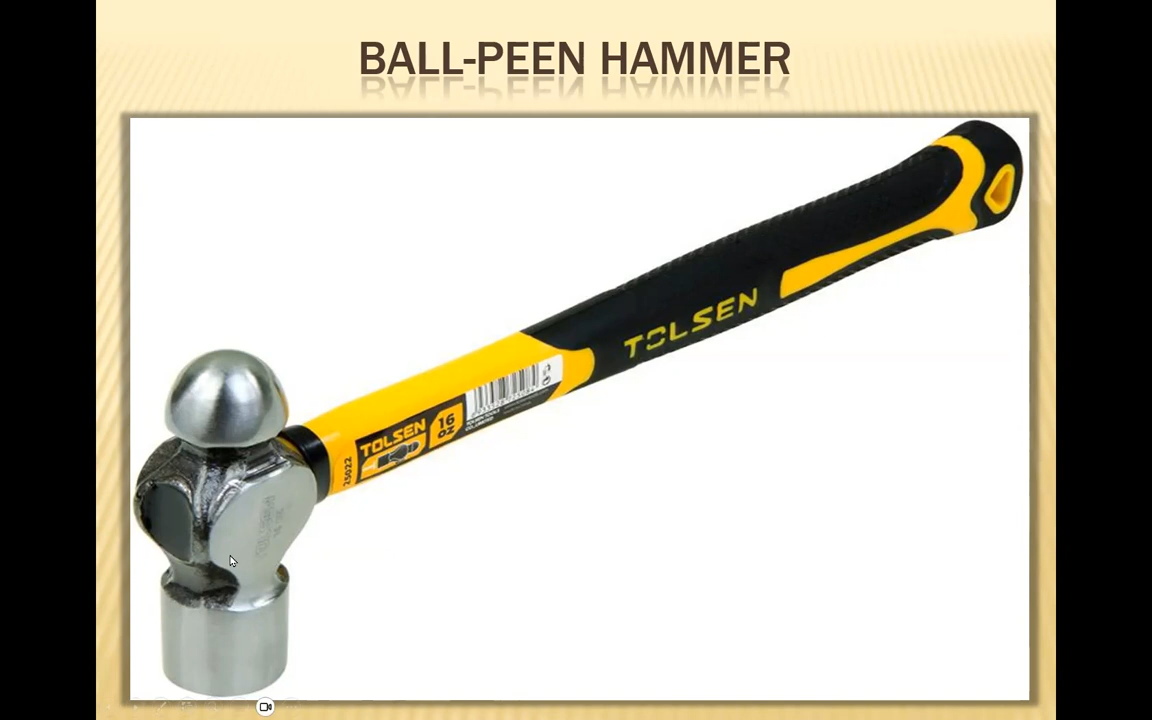 BALL-PEEN HAMMER
TOLSEN
TOLSEN
16
oz
25022